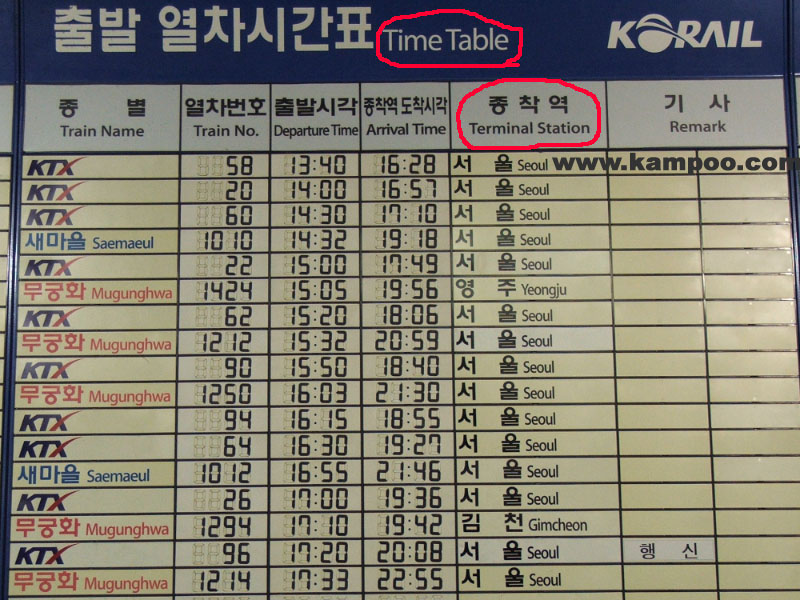 출발 열차시간표 Time Table KORAIL
종 별 열차번호 출발시각 종착역 도착시각 종 착 역 기 사
Train Name Train No. Departure Time Arrival Time Terminal Station Remark
KTX 58 13:40 16:28 서 울 Seoul www.kampoo.com
KTX 20 14:00 16:57 서 울 Seoul
KTX 60 14:30 17:10 서 울 Seoul
새마을 Saemaeul 1010 14:32 19:18 서 울 Seoul
KTX 22 15:00 17:49 서 울 Seoul
무궁화 Mugunghwa 1424 15:05 19:56 영 주 Yeongju
KTX 62 15:20 18:06 서 울 Seoul
무궁화 Mugunghwa 1212 15:32 20:59 서 울 Seoul
KTX 90 15:50 18:40 서 울 Seoul
무궁화 Mugunghwa 1250 16:03 21:30 서 울 Seoul
KTX 94 16:15 18:55 서 울 Seoul
KTX 64 16:30 19:27 서 울 Seoul
새마을 Saemaeul 1012 16:55 21:46 서 울 Seoul
KTX 26 17:00 19:36 서 울 Seoul
무궁화 Mugunghwa 1294 17:10 19:42 김 천 Gimcheon
KTX 96 17:20 20:08 서 울 Seoul 행 신
무궁화 Mugunghwa 1214 17:33 22:55 서 울 Seoul